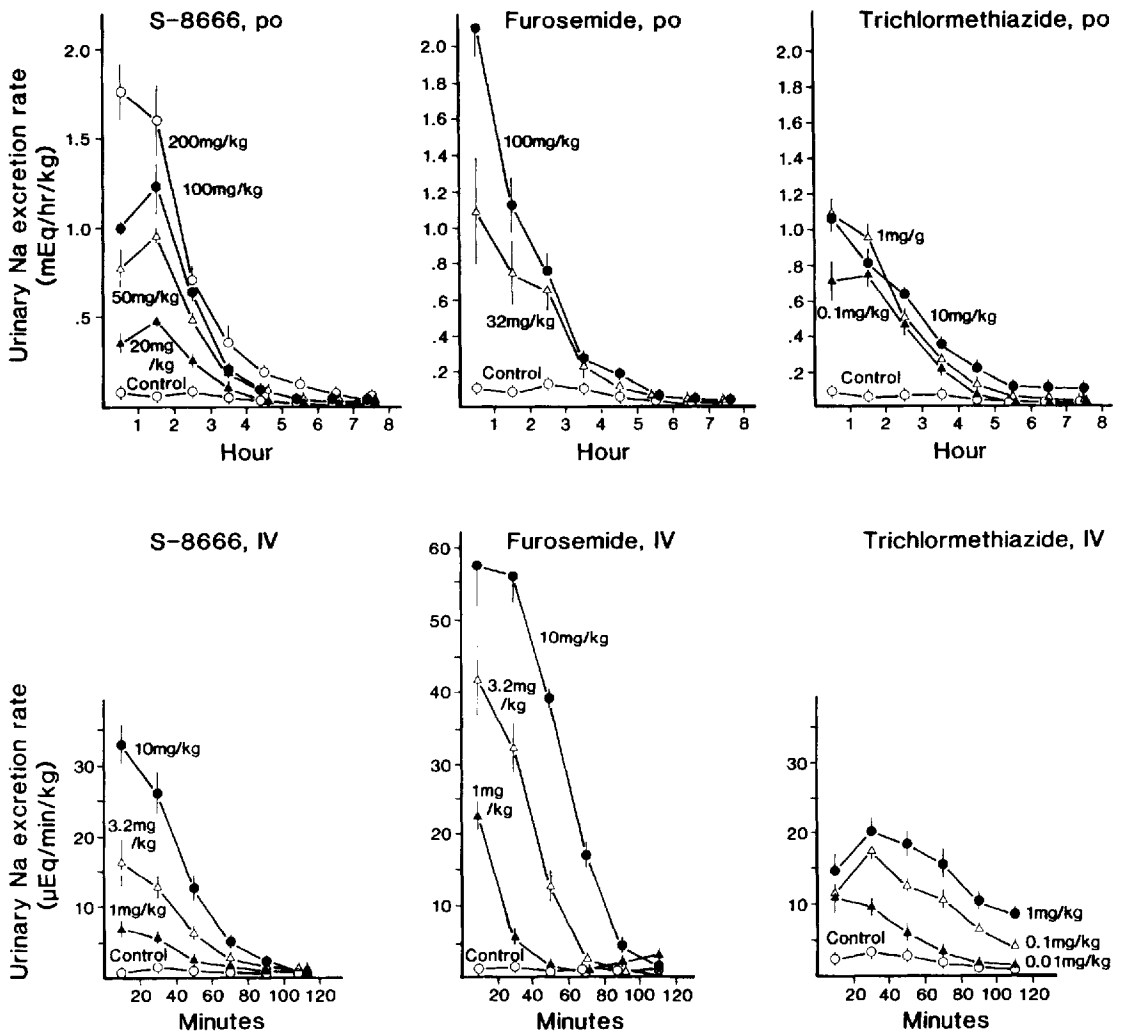 S-8666, po
Furosemide, po
Trichlormethiazide, po
Urinary Na excretion rate
(mEq/hr/kg)
2.0
1.5
1.0
.5
200mg/kg
100mg/kg
50mg/kg
20mg
/kg
Control
1 2 3 4 5 6 7 8
Hour
2.0
1.8
1.6
1.4
1.2
1.0
.8
.6
.4
.2
100mg/kg
32mg/kg
Control
1 2 3 4 5 6 7 8
Hour
2.0
1.8
1.6
1.4
1.2
1.0
.8
.6
.4
.2
1mg/g
0.1mg/kg
10mg/kg
Control
1 2 3 4 5 6 7 8
Hour
S-8666, IV
Furosemide, IV
Trichlormethiazide, IV
Urinary Na excretion rate
(μEq/min/kg)
30
20
10
10mg/kg
3.2mg
/kg
1mg/kg
Control
20 40 60 80 100 120
Minutes
60
50
40
30
20
10
10mg/kg
3.2mg
/kg
1mg
/kg
Control
20 40 60 80 100 120
Minutes
30
20
10
1mg/kg
0.1mg/kg
0.01mg/kg
Control
20 40 60 80 100 120
Minutes